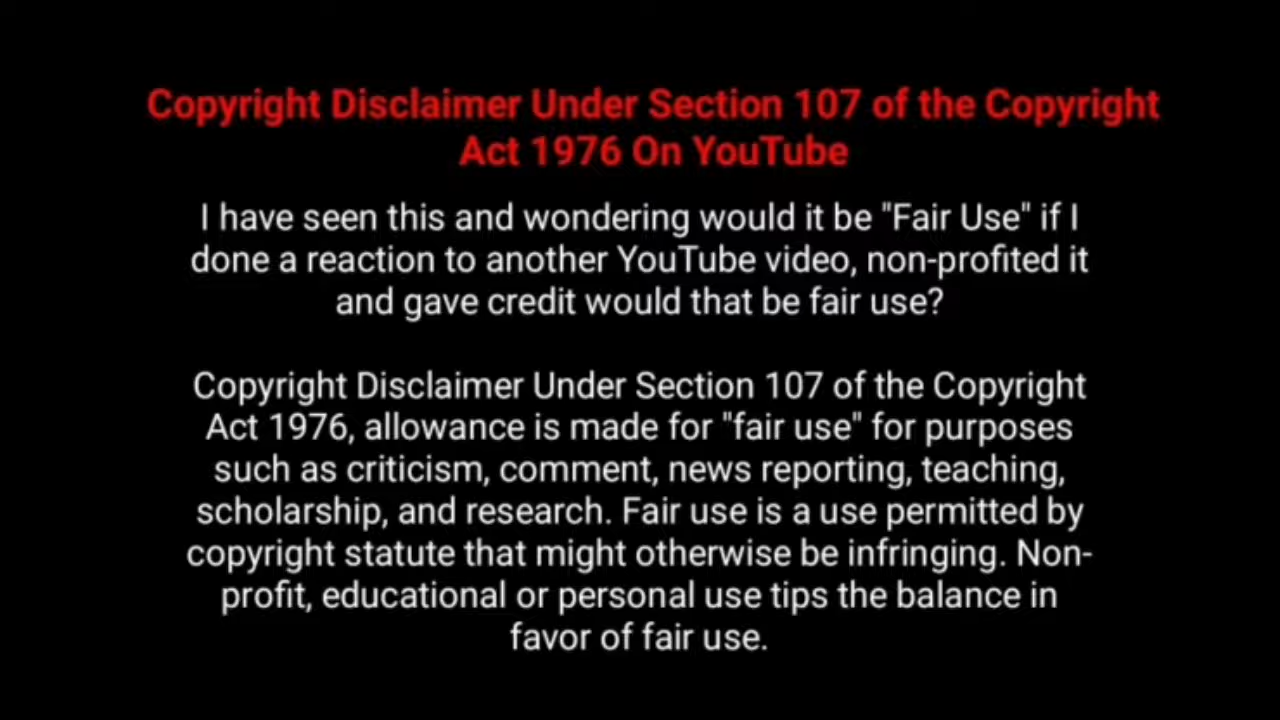 Copyright Disclaimer Under Section 107 of the Copyright
Act 1976 On YouTube
I have seen this and wondering would it be "Fair Use" if I
done a reaction to another YouTube video, non-profited it
and gave credit would that be fair use?
Copyright Disclaimer Under Section 107 of the Copyright
Act 1976, allowance is made for "fair use" for purposes
such as criticism, comment, news reporting, teaching,
scholarship, and research. Fair use is a use permitted by
copyright statute that might otherwise be infringing. Non-
profit, educational or personal use tips the balance in
favor of fair use.